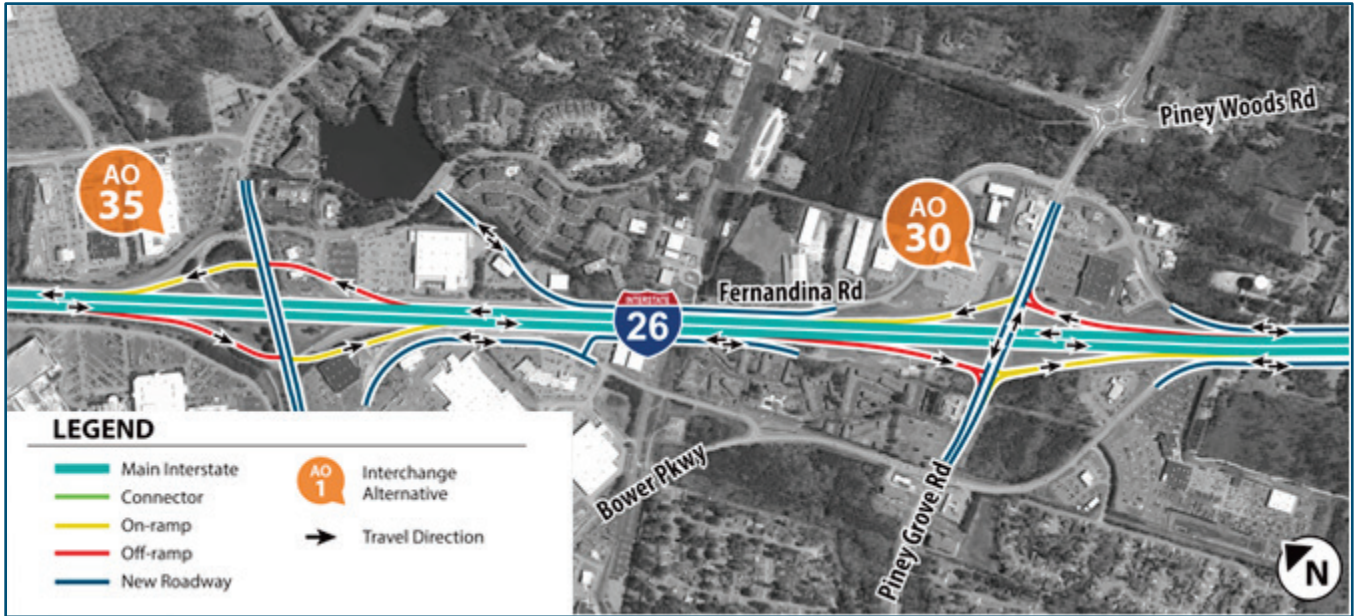 Piney Woods Rd
AO
35
AO
30
Fernandina Rd
INTERSTATE
26
LEGEND
Main Interstate
Connector
On-ramp
Off-ramp
New Roadway
AO
1
Interchange
Alternative
Travel Direction
Bower Pkwy
Piney Grove Rd
N